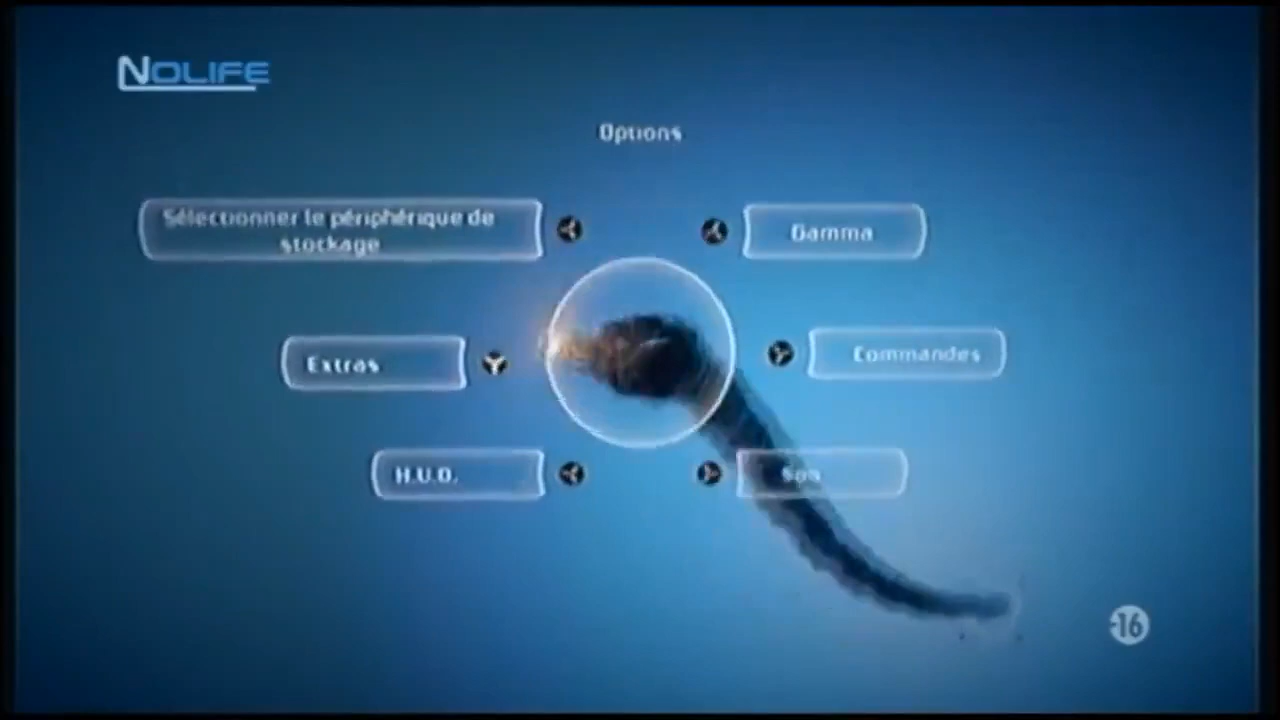 NOLIFE
Options
Sélectionner le périphérique de
stockage
Gamma
Extras
Commandes
H.U.D.
Son
-16